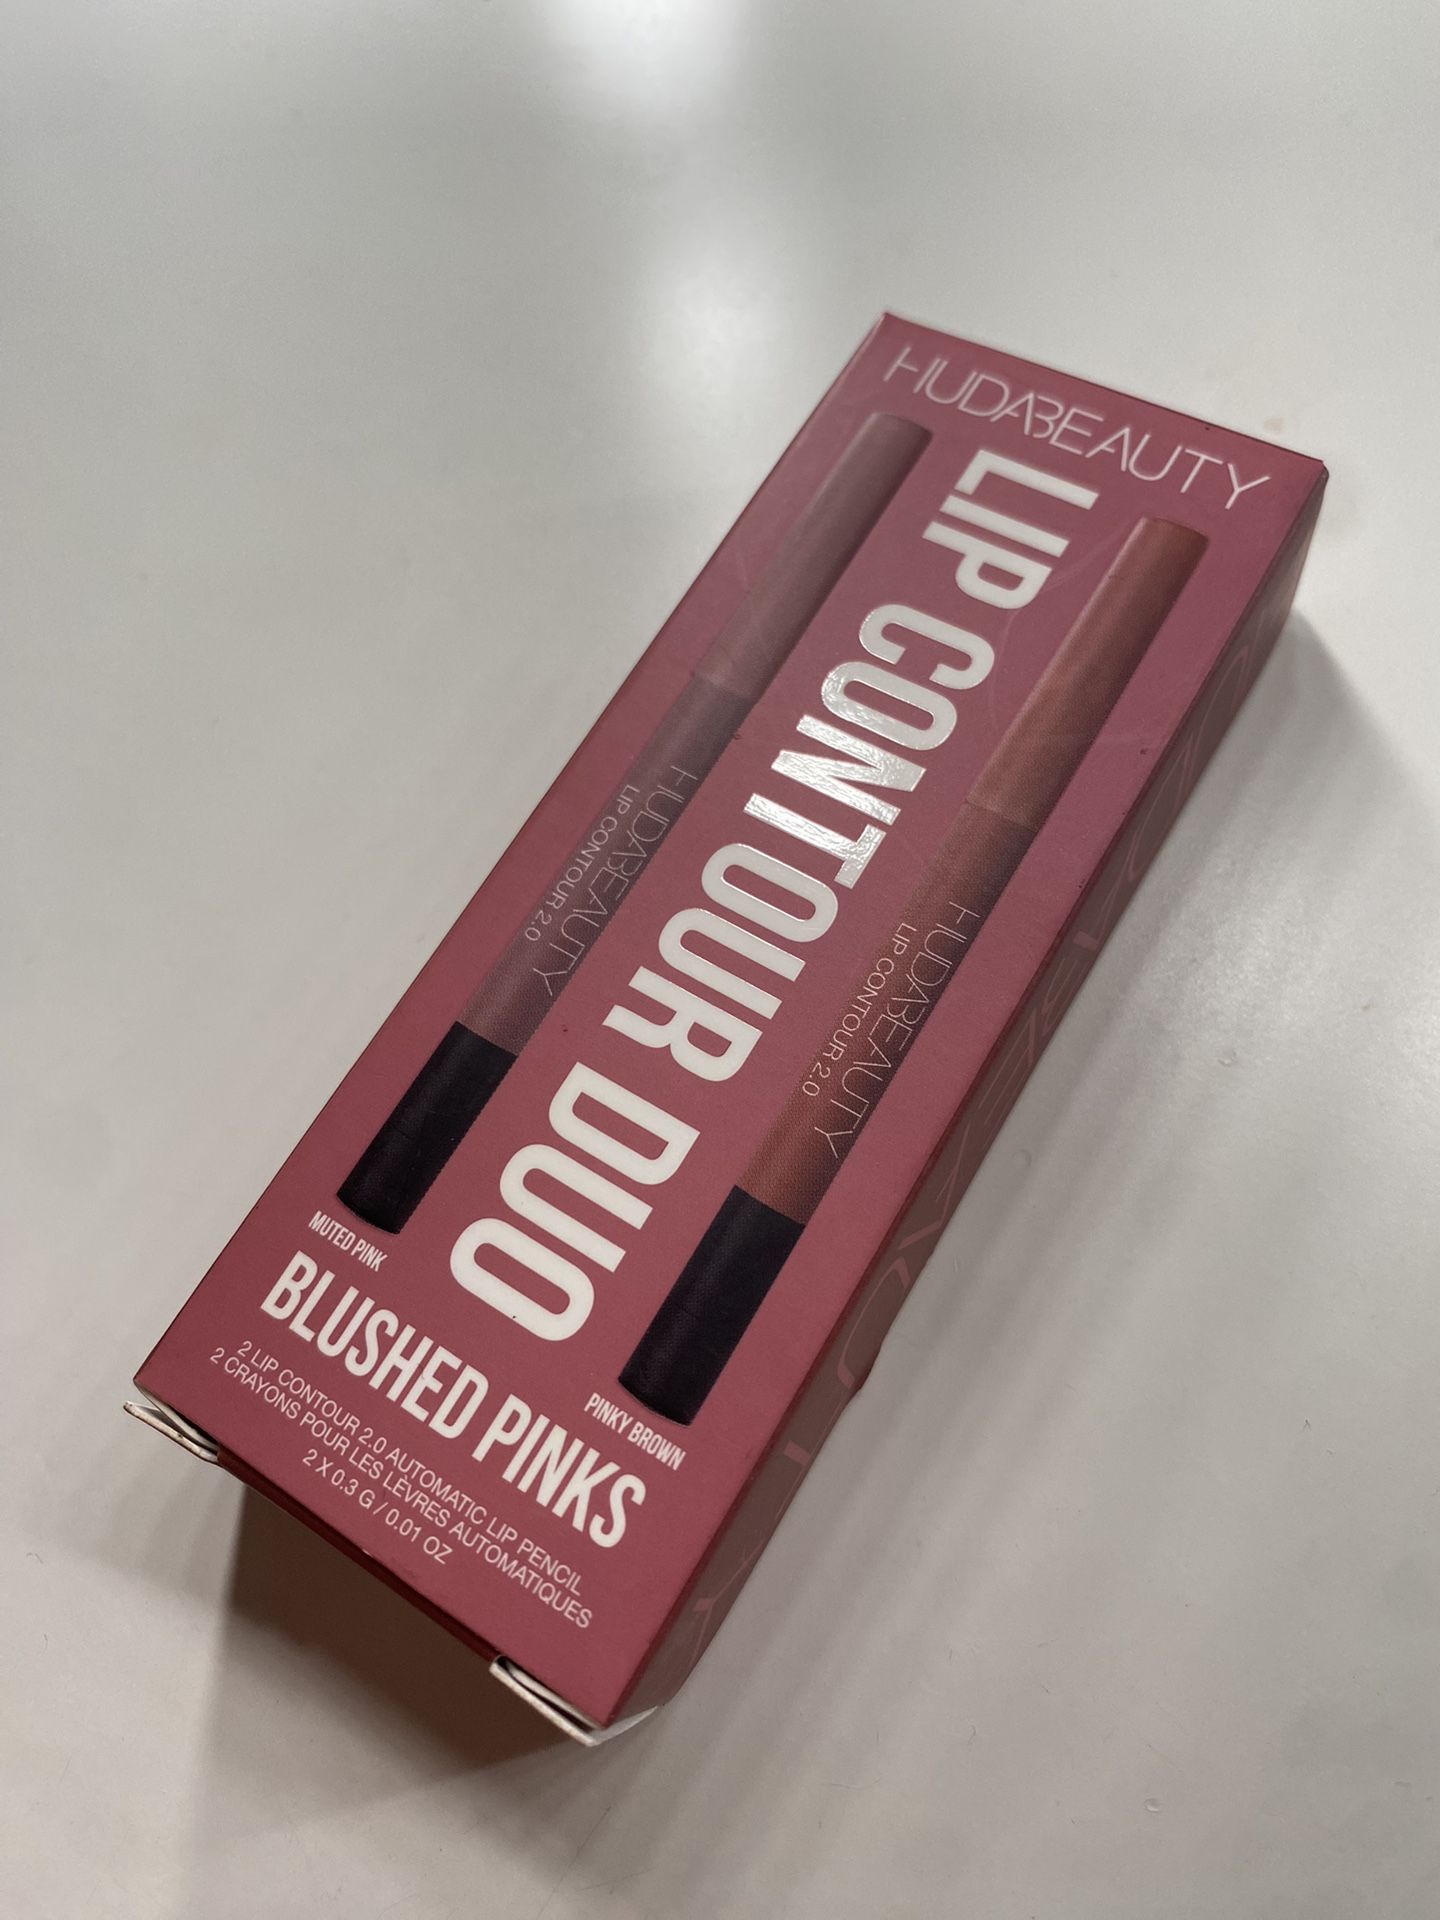 HUDABEAUTY
LIP CONTOUR DUO
HUDABEAUTY
LIP CONTOUR 2.0
HUDABEAUTY
LIP CONTOUR 2.0
MUTED PINK
PINKY BROWN
BLUSHED PINKS
2 LIP CONTOUR 2.0 AUTOMATIC LIP PENCIL
2 CRAYONS POUR LES LÈVRES AUTOMATIQUES
2 X 0.3 G / 0.01 OZ